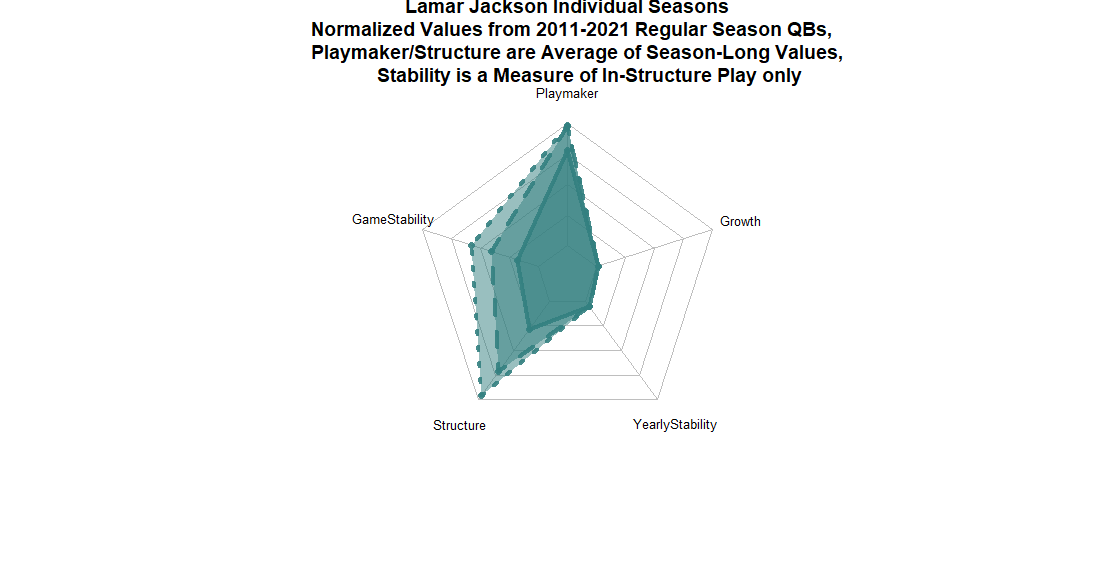 Lamar Jackson Individual Seasons
Normalized Values from 2011-2021 Regular Season QBs,
Playmaker/Structure are Average of Season-Long Values,
Stability is a Measure of In-Structure Play only
Playmaker
GameStability
Growth
Structure
YearlyStability